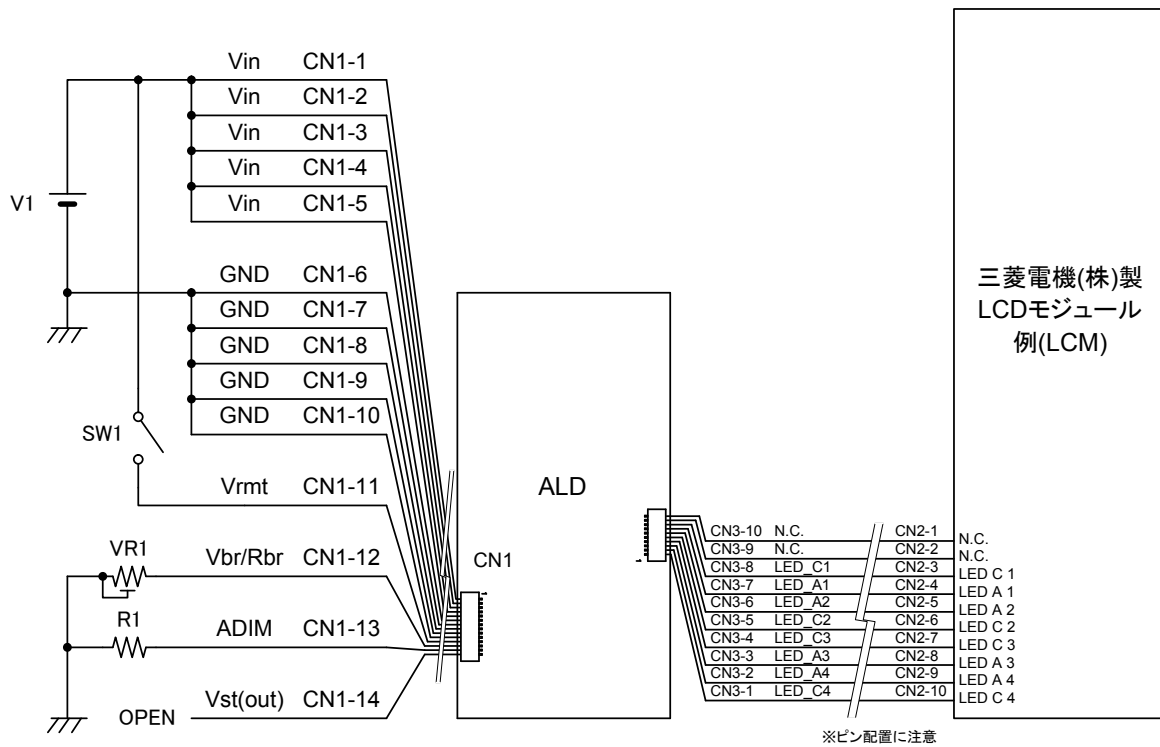 Vin CN1-1
Vin CN1-2
Vin CN1-3
Vin CN1-4
Vin CN1-5
V1
GND CN1-6
GND CN1-7
GND CN1-8
GND CN1-9
GND CN1-10
SW1
Vrmt CN1-11
VR1
Vbr/Rbr CN1-12
R1
ADIM CN1-13
OPEN
Vst(out) CN1-14
CN1
ALD
CN3-10 N.C. CN2-1 N.C.
CN3-9 N.C. CN2-2 N.C.
CN3-8 LED_C1 CN2-3 LED C 1
CN3-7 LED_A1 CN2-4 LED A 1
CN3-6 LED_A2 CN2-5 LED A 2
CN3-5 LED_C2 CN2-6 LED C 2
CN3-4 LED_C3 CN2-7 LED C 3
CN3-3 LED_A3 CN2-8 LED A 3
CN3-2 LED_A4 CN2-9 LED A 4
CN3-1 LED_C4 CN2-10 LED C 4
※ピン配置に注意
三菱電機(株)製
LCDモジュール
例(LCM)